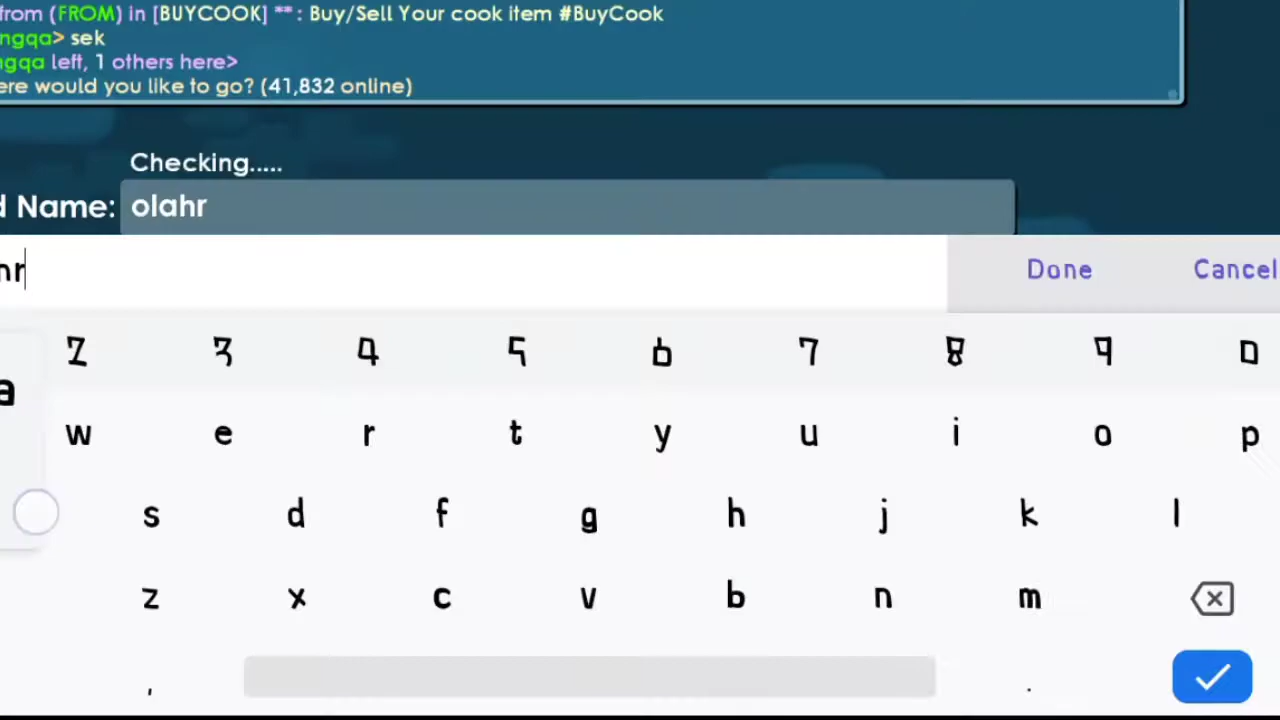 from (FROM) in [BUYCOOK] ** : Buy/Sell Your cook item #BuyCook
ngqa> sek
ngqa left, 1 others here>
ere would you like to go? (41,832 online)
Checking.....
d Name: olahr
hr
Done Cancel
2 3 4 5 6 7 8 9 0
a
w e r t y u i o p
s d f g h j k l
z x c v b n m
, .